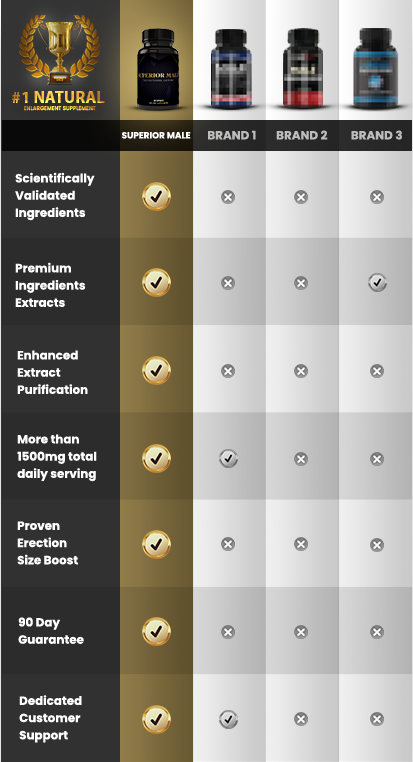 #1 NATURAL
ENLARGEMENT SUPPLEMENT
SUPERIOR MALE
SUPERIOR MALE BRAND 1 BRAND 2 BRAND 3
Scientifically
Validated
Ingredients
Premium
Ingredients
Extracts
Enhanced
Extract
Purification
More than
1500mg total
daily serving
Proven
Erection
Size Boost
90 Day
Guarantee
Dedicated
Customer
Support